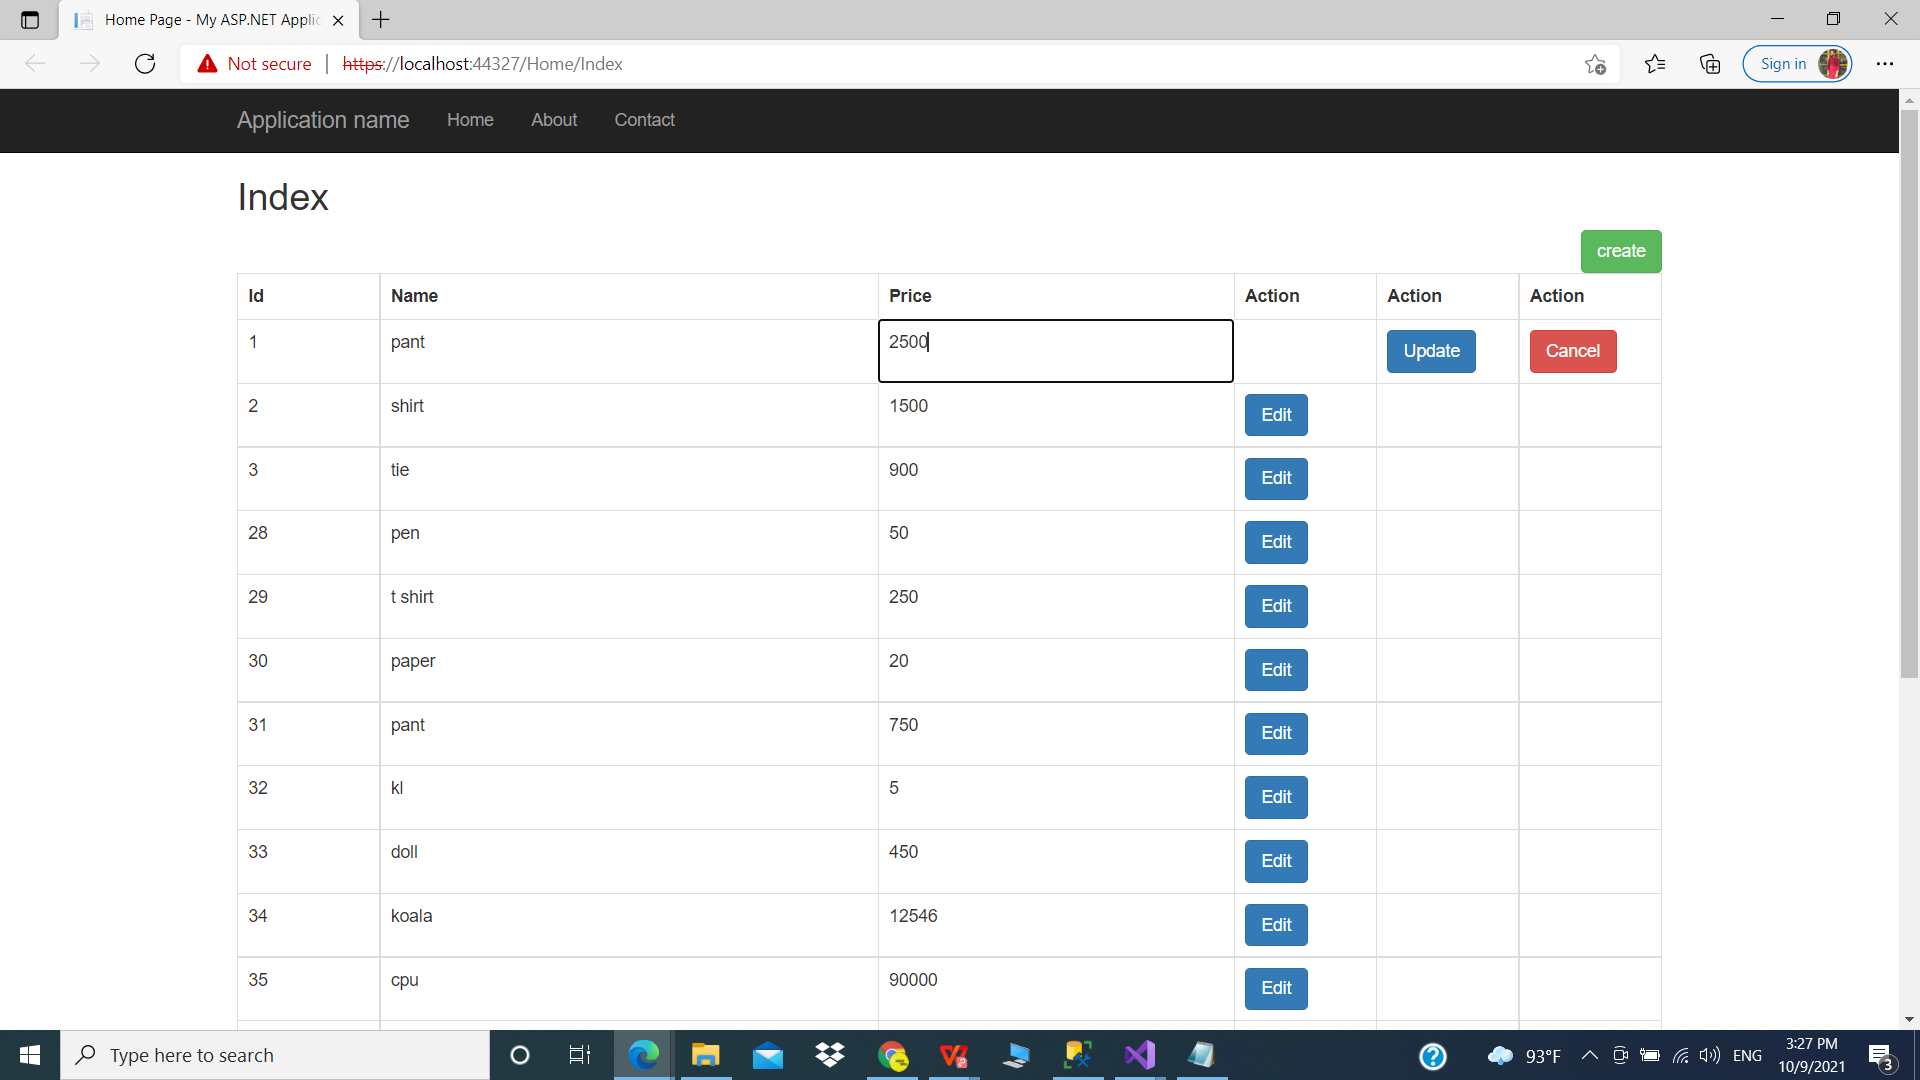 Home Page - My ASP.NET Applic
Not secure https://localhost:44327/Home/Index Sign in
Application name Home About Contact
Index
create
Id Name Price Action Action Action
1 pant 2500 Update Cancel
2 shirt 1500 Edit
3 tie 900 Edit
28 pen 50 Edit
29 t shirt 250 Edit
30 paper 20 Edit
31 pant 750 Edit
32 kl 5 Edit
33 doll 450 Edit
34 koala 12546 Edit
35 cpu 90000 Edit
Type here to search 93°F ENG 3:27 PM
10/9/2021 3